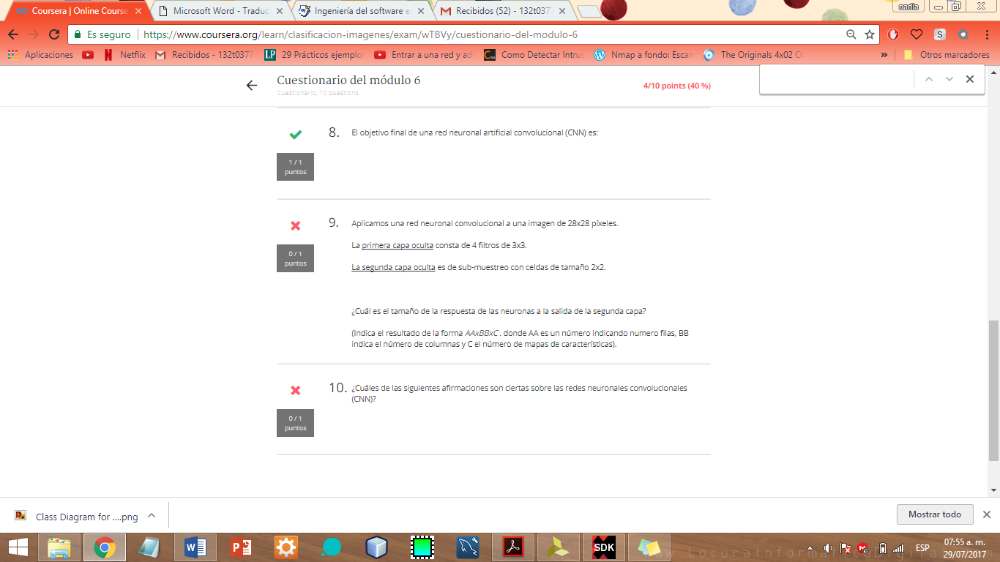 nadia
Coursera | Online Course
Microsoft Word - Traduc
Ingeniería del software e
Recibidos (52) - 132t037
Es seguro
https://www.coursera.org/learn/clasificacion-imagenes/exam/wTBVy/cuestionario-del-modulo-6
Aplicaciones
Netflix
Recibidos - 132t0377
29 Prácticos ejemplo
Entrar a una red y ad
Como Detectar Intrus
Nmap a fondo: Escan
The Originals 4x02 O
»
Otros marcadores
Cuestionario del módulo 6
Cuestionario, 10 questions
4/10 points (40 %)
8. El objetivo final de una red neuronal artificial convolucional (CNN) es:
1 / 1
puntos
9. Aplicamos una red neuronal convolucional a una imagen de 28x28 píxeles.
La primera capa oculta consta de 4 filtros de 3x3.
0 / 1
puntos
La segunda capa oculta es de sub-muestreo con celdas de tamaño 2x2.
¿Cuál es el tamaño de la respuesta de las neuronas a la salida de la segunda capa?
(Indica el resultado de la forma AAxBBxC . donde AA es un número indicando numero filas, BB
indica el número de columnas y C el número de mapas de características).
10. ¿Cuáles de las siguientes afirmaciones son ciertas sobre las redes neuronales convolucionales
(CNN)?
0 / 1
puntos
Class Diagram for ....png
Mostrar todo
SDK
ESP
07:55 a. m.
29/07/2017